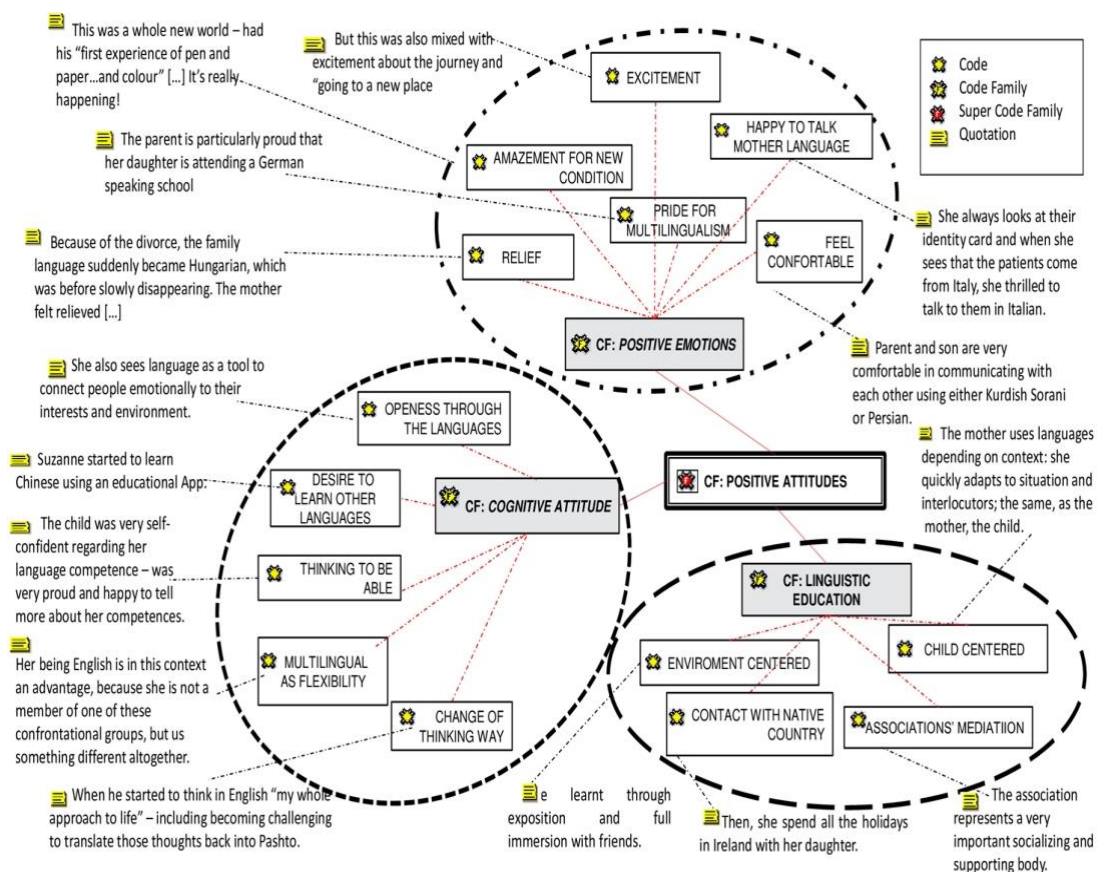 This was a whole new world – had
his “first experience of pen and
paper...and colour” [...] It’s really
happening!
But this was also mixed with
excitement about the journey and
“going to a new place
EXCITEMENT
Code
Code Family
Super Code Family
Quotation
HAPPY TO TALK
MOTHER LANGUAGE
The parent is particularly proud that
her daughter is attending a German
speaking school
AMAZEMENT FOR NEW
CONDITION
PRIDE FOR
MULTILINGUALISM
FEEL
CONFORTABLE
RELIEF
She always looks at their
identity card and when she
sees that the patients come
from Italy, she thrilled to
talk to them in Italian.
Because of the divorce, the family
language suddenly became Hungarian, which
was before slowly disappearing. The mother
felt relieved [...]
CF: POSITIVE EMOTIONS
Parent and son are very
comfortable in communicating with
each other using either Kurdish Sorani
or Persian.
She also sees language as a tool to
connect people emotionally to their
interests and environment.
OPENESS THROUGH
THE LANGUAGES
Suzanne started to learn
Chinese using an educational App.
DESIRE TO
LEARN OTHER
LANGUAGES
CF: COGNITIVE ATTITUDE
CF: POSITIVE ATTITUDES
The mother uses languages
depending on context: she
quickly adapts to situation and
interlocutors; the same, as the
mother, the child.
The child was very self-
confident regarding her
language competence – was
very proud and happy to tell
more about her competences.
THINKING TO BE
ABLE
CF: LINGUISTIC
EDUCATION
CHILD CENTERED
ENVIROMENT CENTERED
Her being English is in this context
an advantage, because she is not a
member of one of these
confrontational groups, but us
something different altogether.
MULTILINGUAL
AS FLEXIBILITY
CHANGE OF
THINKING WAY
CONTACT WITH NATIVE
COUNTRY
ASSOCIATIONS’ MEDIATIION
When he started to think in English “my whole
approach to life” – including becoming challenging
to translate those thoughts back into Pashto.
e learnt through
exposition and full
immersion with friends.
Then, she spend all the holidays
in Ireland with her daughter.
The association
represents a very
important socializing and
supporting body.